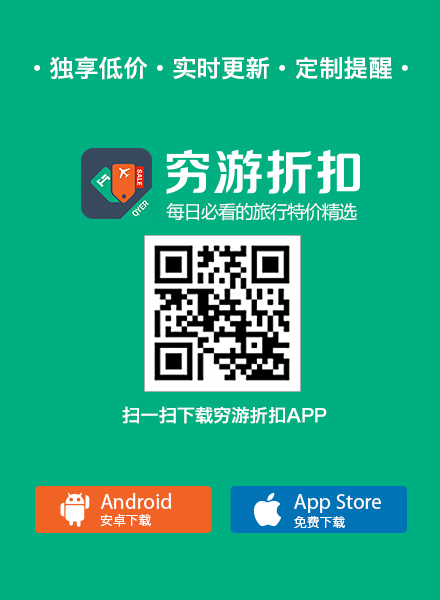 ·独享低价·实时更新·定制提醒·
SALE
QYER
穷游折扣
每日必看的旅行特价精选
扫一扫下载穷游折扣APP
Android
安卓下载
App Store
免费下载